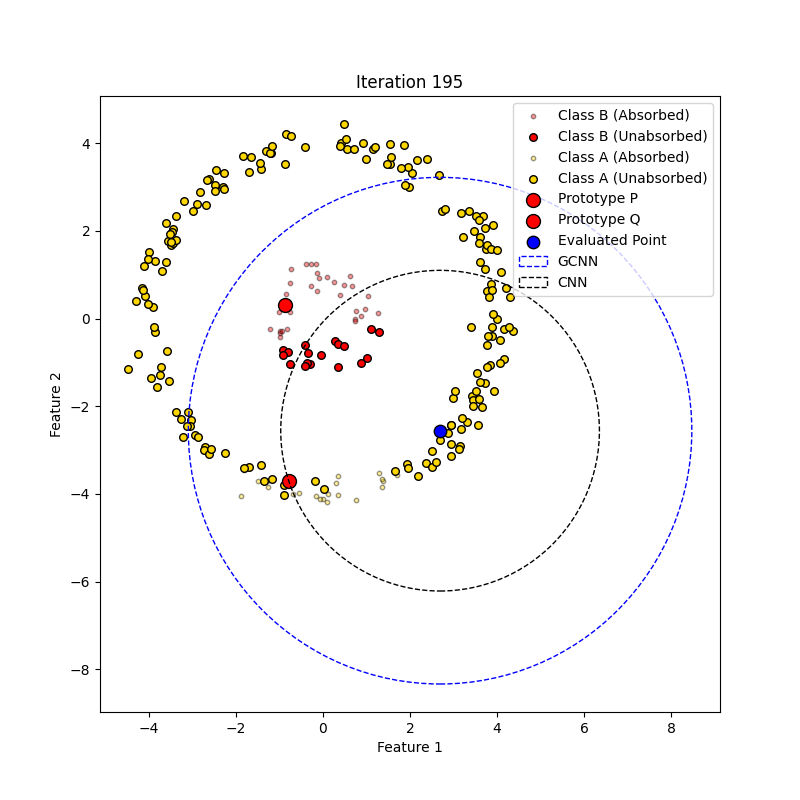 Iteration 195
Class B (Absorbed)
Class B (Unabsorbed)
Class A (Absorbed)
Class A (Unabsorbed)
Prototype P
Prototype Q
Evaluated Point
GCNN
CNN
4
2
0
−2
−4
−6
−8
Feature 2
−4
−2
0
2
4
6
8
Feature 1